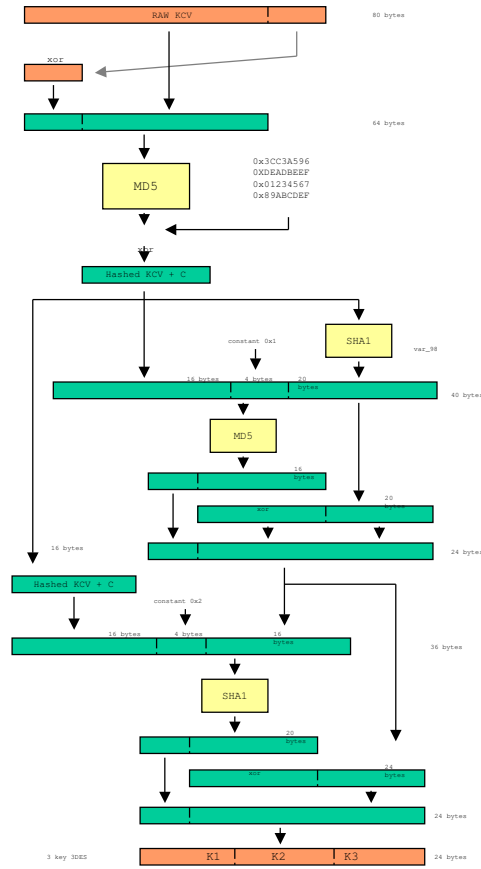 RAW KCV
80 bytes
xor
64 bytes
0x3CC3A596
0XDEADBEEF
0x01234567
0x89ABCDEF
MD5
xor
Hashed KCV + C
constant 0x1
SHA1
var_98
16 bytes
4 bytes
20
bytes
40 bytes
MD5
16
bytes
20
bytes
xor
16 bytes
24 bytes
Hashed KCV + C
constant 0x2
16 bytes
4 bytes
16
bytes
36 bytes
SHA1
20
bytes
24
bytes
xor
24 bytes
3 key 3DES
K1
K2
K3
24 bytes